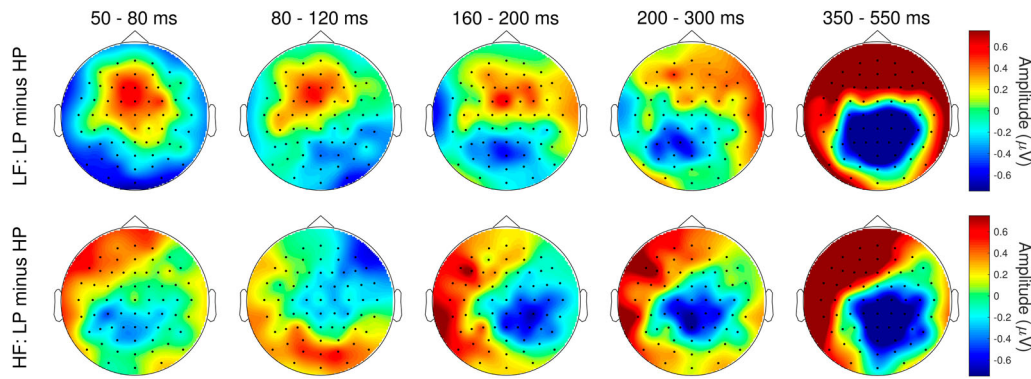 50 - 80 ms
80 - 120 ms
160 - 200 ms
200 - 300 ms
350 - 550 ms
LF: LP minus HP
0.6
0.4
0.2
0
-0.2
-0.4
-0.6
Amplitude (μV)
HF: LP minus HP
0.6
0.4
0.2
0
-0.2
-0.4
-0.6
Amplitude (μV)